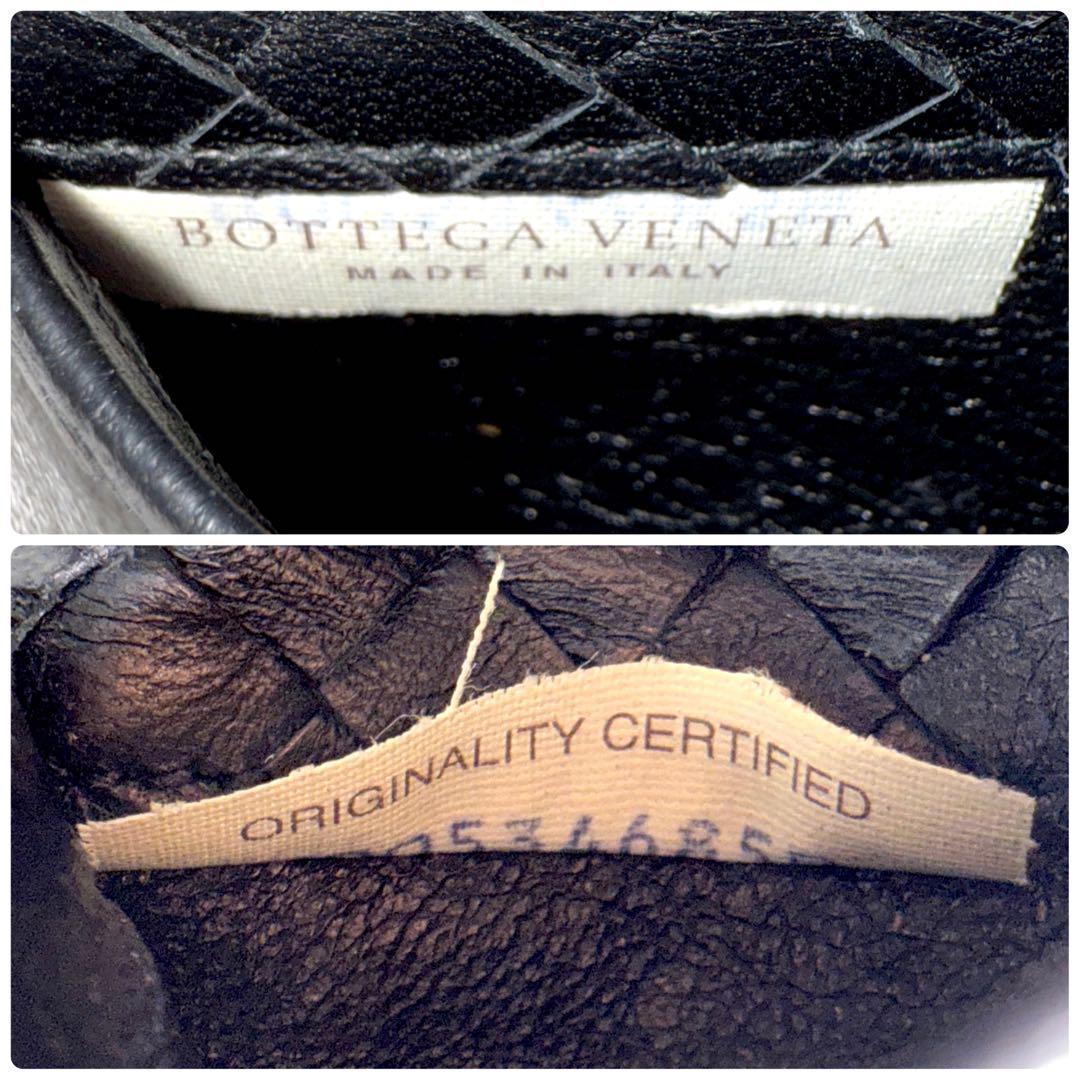 BOTTEGA VENETA
MADE IN ITALY
ORIGINALITY CERTIFIED